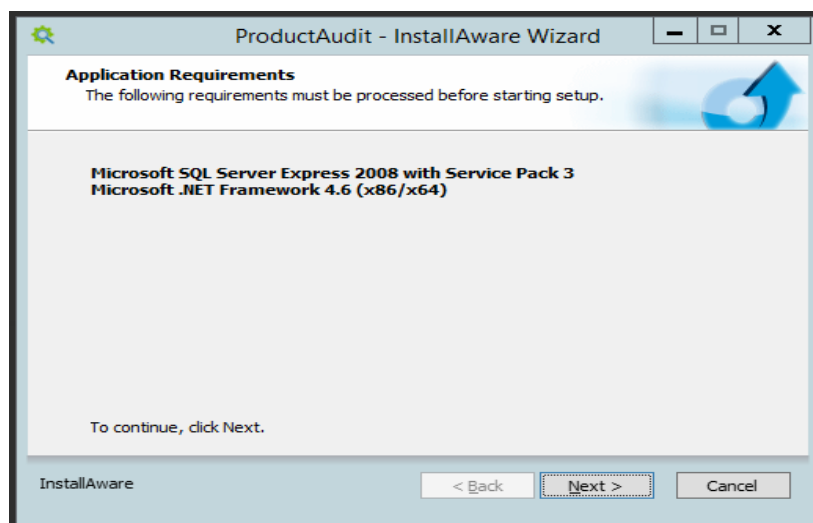 ProductAudit - InstallAware Wizard
Application Requirements
The following requirements must be processed before starting setup.
Microsoft SQL Server Express 2008 with Service Pack 3
Microsoft .NET Framework 4.6 (x86/x64)
To continue, click Next.
InstallAware
< Back
Next >
Cancel